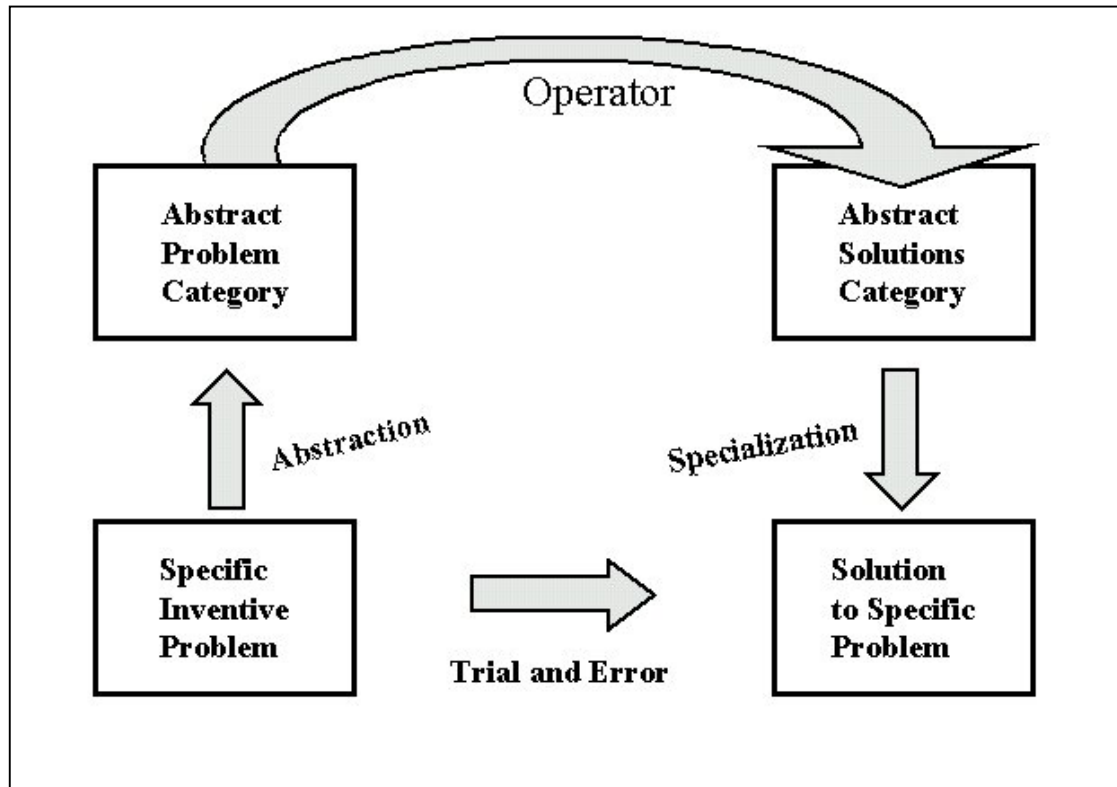 Operator
Abstract
Problem
Category
Abstract
Solutions
Category
Abstraction
Specialization
Specific
Inventive
Problem
Trial and Error
Solution
to Specific
Problem